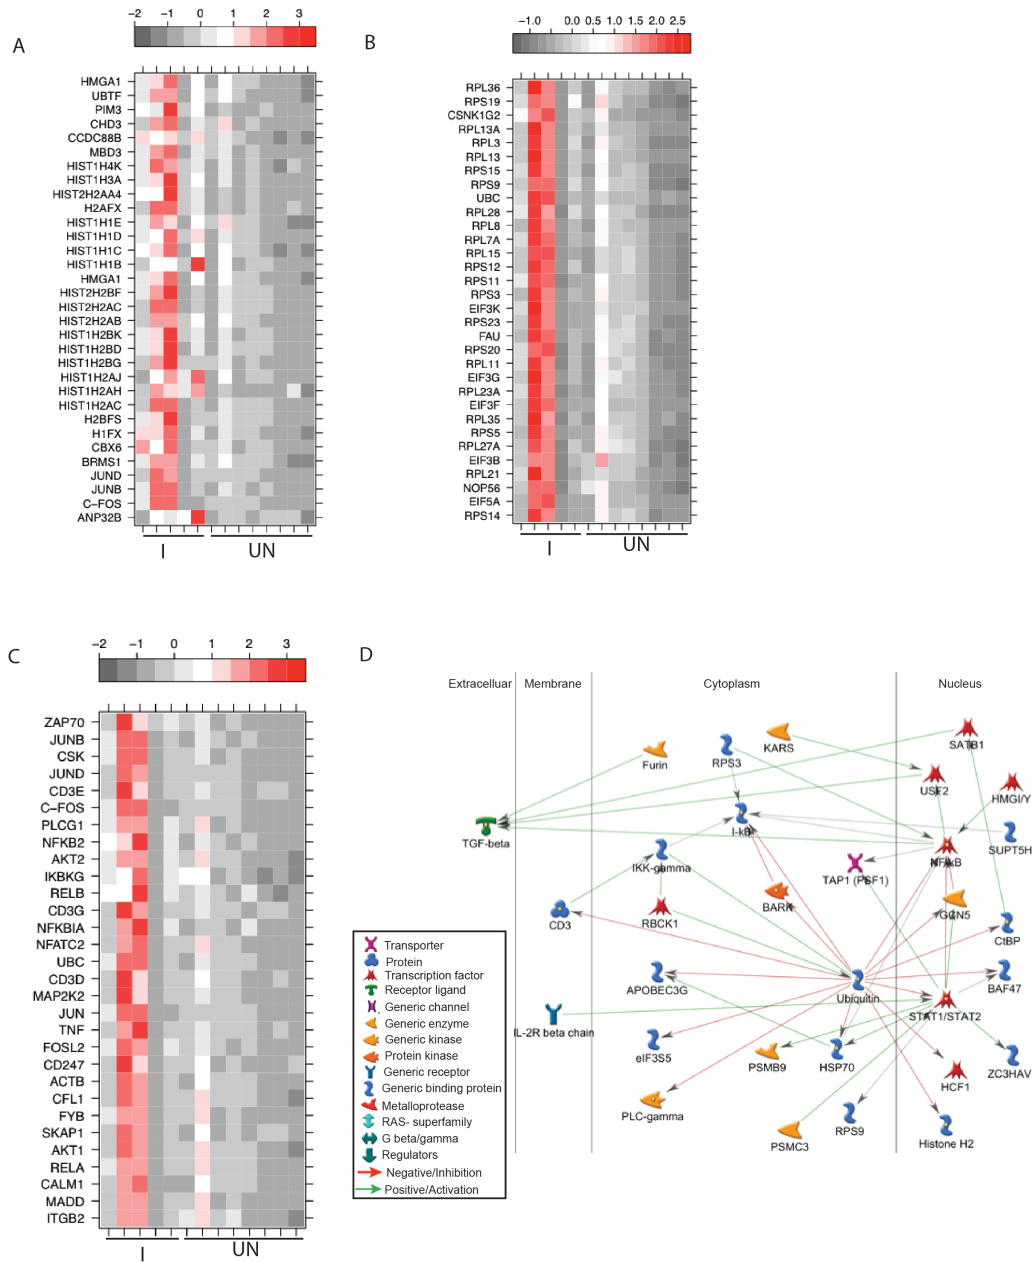 A
−2 −1 0 1 2 3
HMGA1
UBTF
PIM3
CHD3
CCDC88B
MBD3
HIST1H4K
HIST1H3A
HIST2H2AA4
H2AFX
HIST1H1E
HIST1H1D
HIST1H1C
HIST1H1B
HMGA1
HIST2H2BF
HIST2H2AC
HIST2H2AB
HIST1H2BK
HIST1H2BD
HIST1H2BG
HIST1H2AJ
HIST1H2AH
HIST1H2AC
H2BFS
H1FX
CBX6
BRMS1
JUND
JUNB
C−FOS
ANP32B
I UN
B
−1.0 0.0 0.5 1.0 1.5 2.0 2.5
RPL36
RPS19
CSNK1G2
RPL13A
RPL3
RPL13
RPS15
RPS9
UBC
RPL28
RPL8
RPL7A
RPL15
RPS12
RPS11
RPS3
EIF3K
RPS23
FAU
RPS20
RPL11
EIF3G
RPL23A
EIF3F
RPL35
RPS5
RPL27A
EIF3B
RPL21
NOP56
EIF5A
RPS14
I UN
C
−2 −1 0 1 2 3
ZAP70
JUNB
CSK
JUND
CD3E
C−FOS
PLCG1
NFKB2
AKT2
IKBKG
RELB
CD3G
NFKBIA
NFATC2
UBC
CD3D
MAP2K2
JUN
TNF
FOSL2
CD247
ACTB
CFL1
FYB
SKAP1
AKT1
RELA
CALM1
MADD
ITGB2
I UN
D
Extracelluar Membrane Cytoplasm Nucleus
KARS
SATB1
Furin
RPS3
USF2
HMGI/Y
I-kB
TGF-beta
NF-kB
SUPT5H
IKK-gamma
TAP1 (PSF1)
BARK
GCN5
CD3
RBCK1
CtBP
APOBEC3G
Ubiquitin
BAF47
STAT1/STAT2
IL-2R beta chain
eIF3S5
PSMB9
HSP70
HCF1
ZC3HAV
PLC-gamma
RPS9
PSMC3
Histone H2
Transporter
Protein
Transcription factor
Receptor ligand
Generic channel
Generic enzyme
Generic kinase
Protein kinase
Generic receptor
Generic binding protein
Metalloprotease
RAS- superfamily
G beta/gamma
Regulators
Negative/Inhibition
Positive/Activation